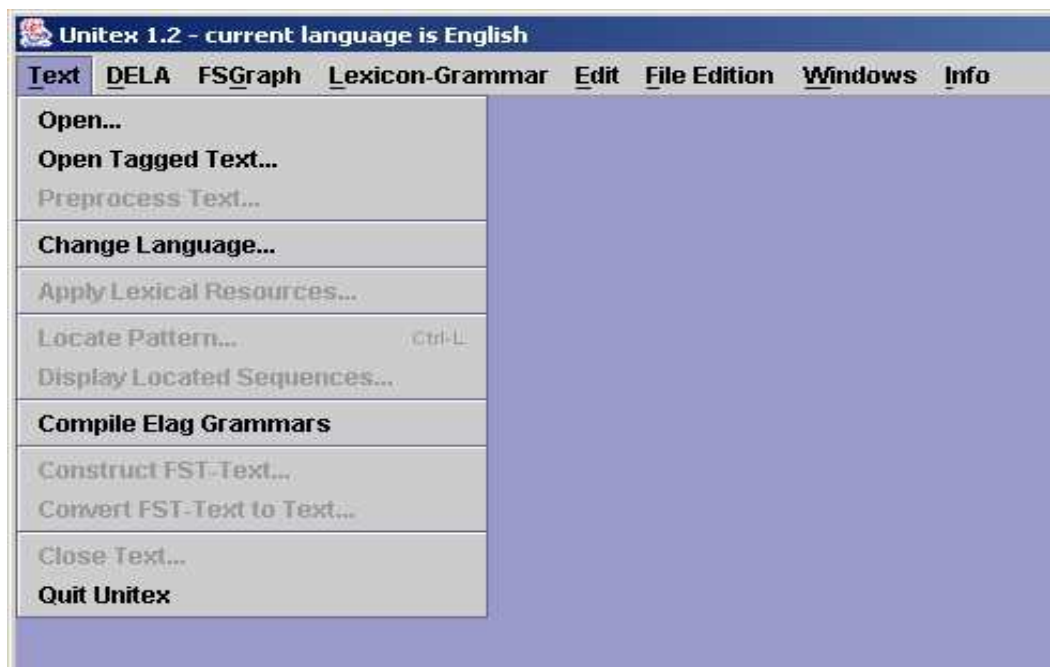 Unitex 1.2 - current language is English
Text DELA FSGraph Lexicon-Grammar Edit File Edition Windows Info
Open...
Open Tagged Text...
Preprocess Text...
Change Language...
Apply Lexical Resources...
Locate Pattern... Ctrl-L
Display Located Sequences...
Compile Elag Grammars
Construct FST-Text...
Convert FST-Text to Text...
Close Text...
Quit Unitex